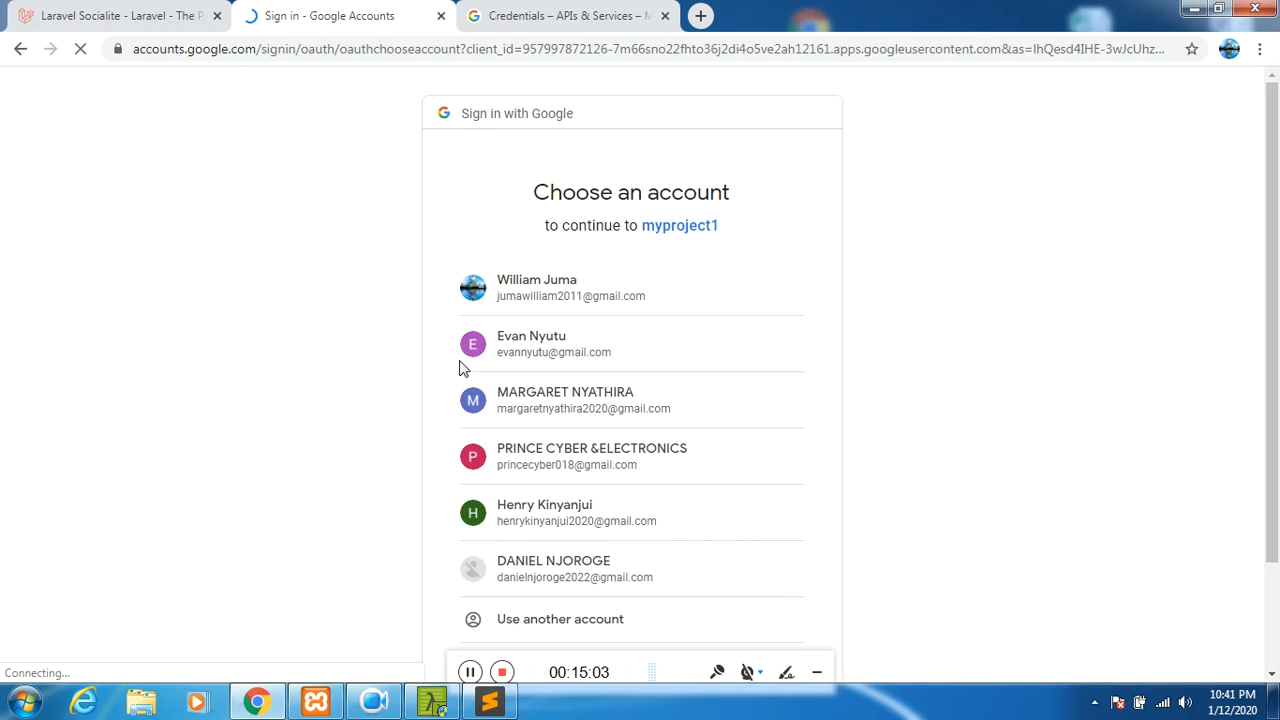 Laravel Socialite - Laravel - The P
Sign in - Google Accounts
Credentials – APIs & Services – M
accounts.google.com/signin/oauth/oauthchooseaccount?client_id=957997872126-7m66sno22fhto36j2di4o5ve2ah12161.apps.googleusercontent.com&as=IhQesd4IHE-3wJcUhz...
Sign in with Google
Choose an account
to continue to myproject1
William Juma
jumawilliam2011@gmail.com
E
Evan Nyutu
evannyutu@gmail.com
M
MARGARET NYATHIRA
margaretnyathira2020@gmail.com
P
PRINCE CYBER &ELECTRONICS
princecyber018@gmail.com
H
Henry Kinyanjui
henrykinyanjui2020@gmail.com
DANIEL NJOROGE
danielnjoroge2022@gmail.com
Use another account
Connecting...
00:15:03
10:41 PM
1/12/2020